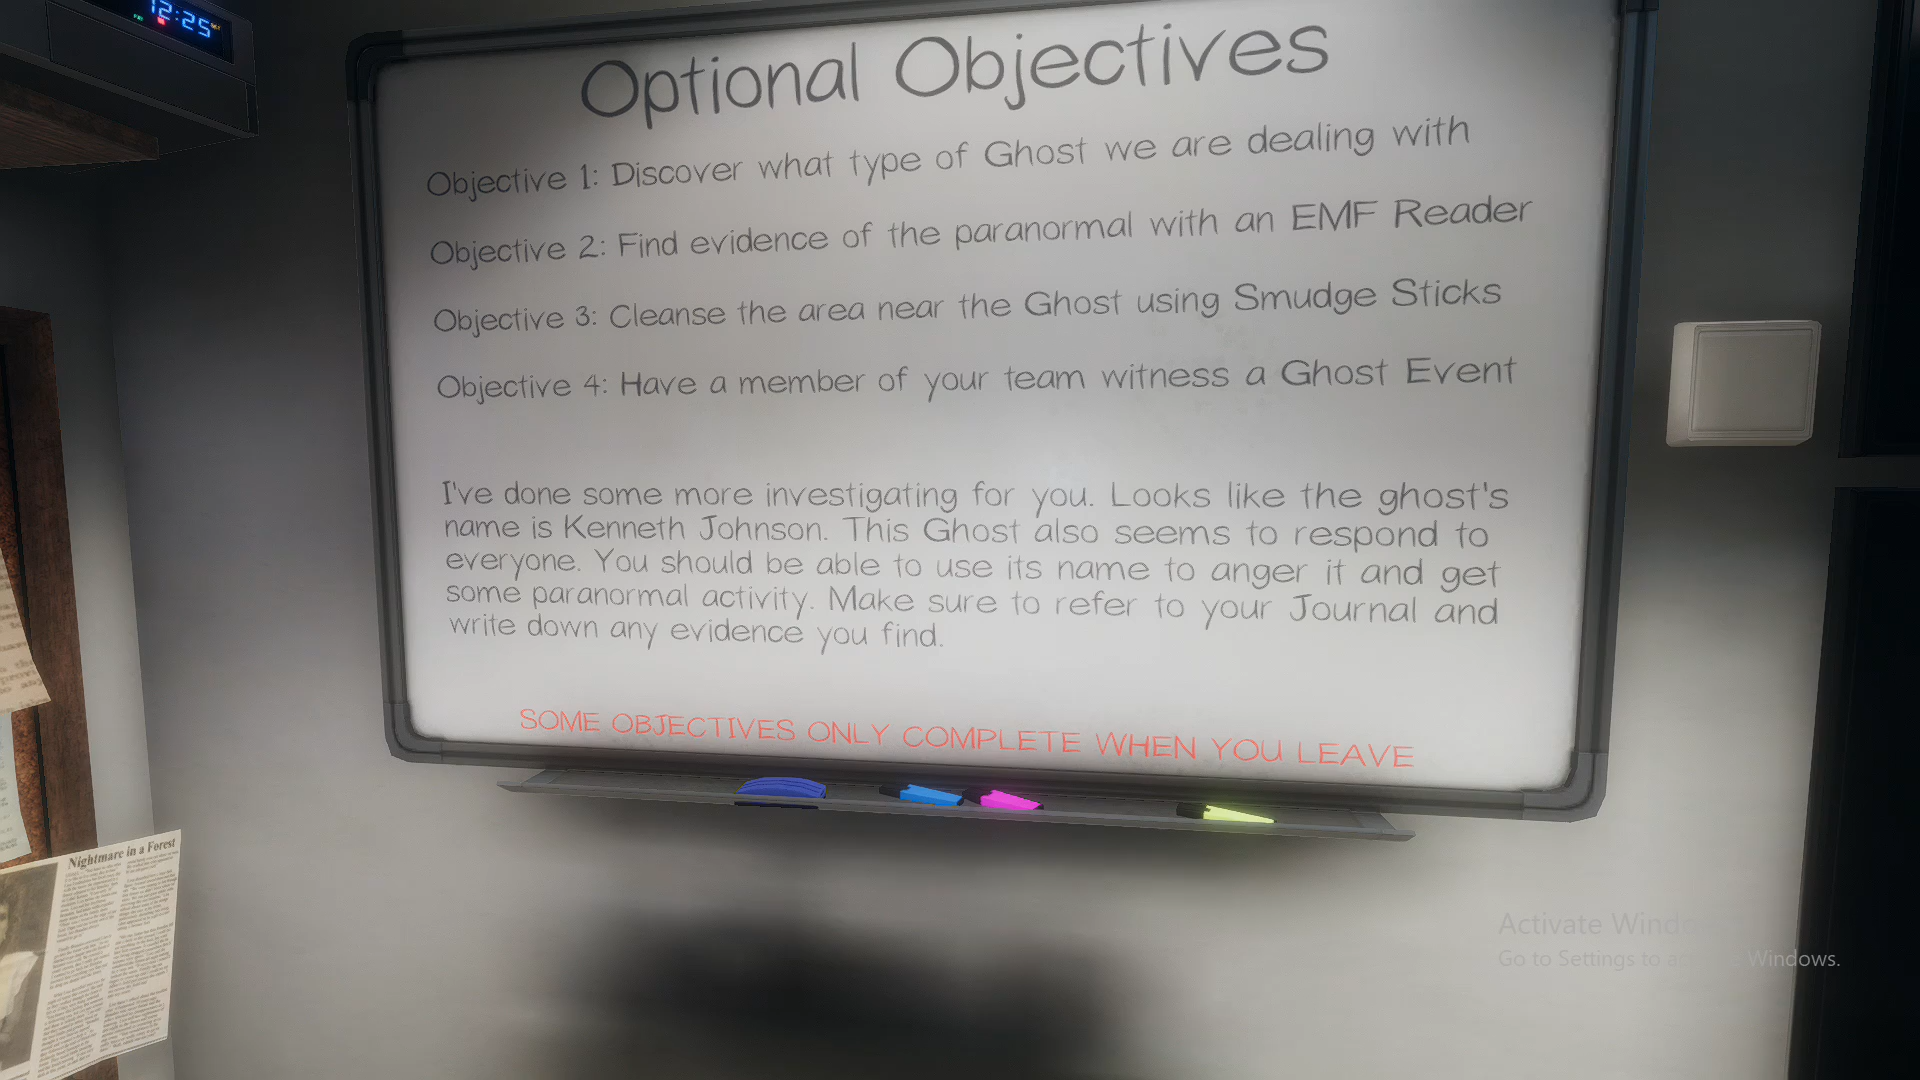 12:25
Optional Objectives
Objective 1: Discover what type of Ghost we are dealing with
Objective 2: Find evidence of the paranormal with an EMF Reader
Objective 3: Cleanse the area near the Ghost using Smudge Sticks
Objective 4: Have a member of your team witness a Ghost Event
I've done some more investigating for you. Looks like the ghost's
name is Kenneth Johnson. This Ghost also seems to respond to
everyone. You should be able to use its name to anger it and get
some paranormal activity. Make sure to refer to your Journal and
write down any evidence you find.
SOME OBJECTIVES ONLY COMPLETE WHEN YOU LEAVE
Nightmare in a Forest
Activate
Go to Settings to Windows.